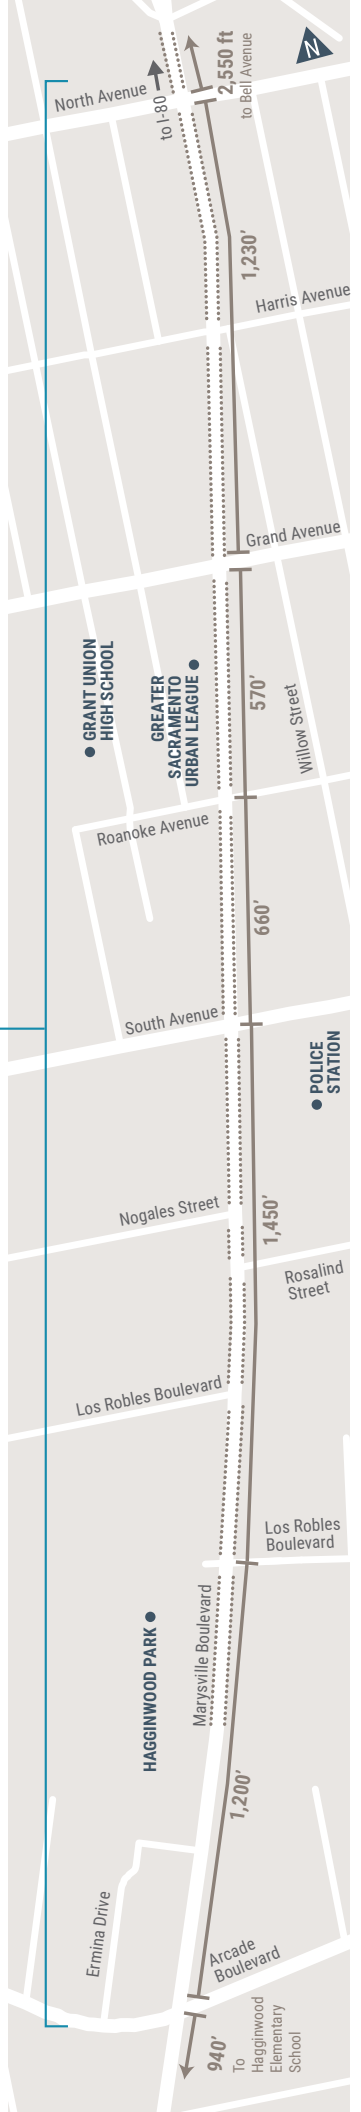 N
2,550 ft
to Bell Avenue
North Avenue
to I-80
1,230’
Harris Avenue
Grand Avenue
GRANT UNION
HIGH SCHOOL
GREATER
SACRAMENTO
URBAN LEAGUE
570’
Willow Street
Roanoke Avenue
660’
South Avenue
POLICE
STATION
Nogales Street
1,450’
Rosalind
Street
Los Robles Boulevard
Los Robles
Boulevard
HAGGINWOOD PARK
Marysville Boulevard
1,200’
Ermina Drive
Arcade
Boulevard
940’
To
Hagginwood
Elementary
School